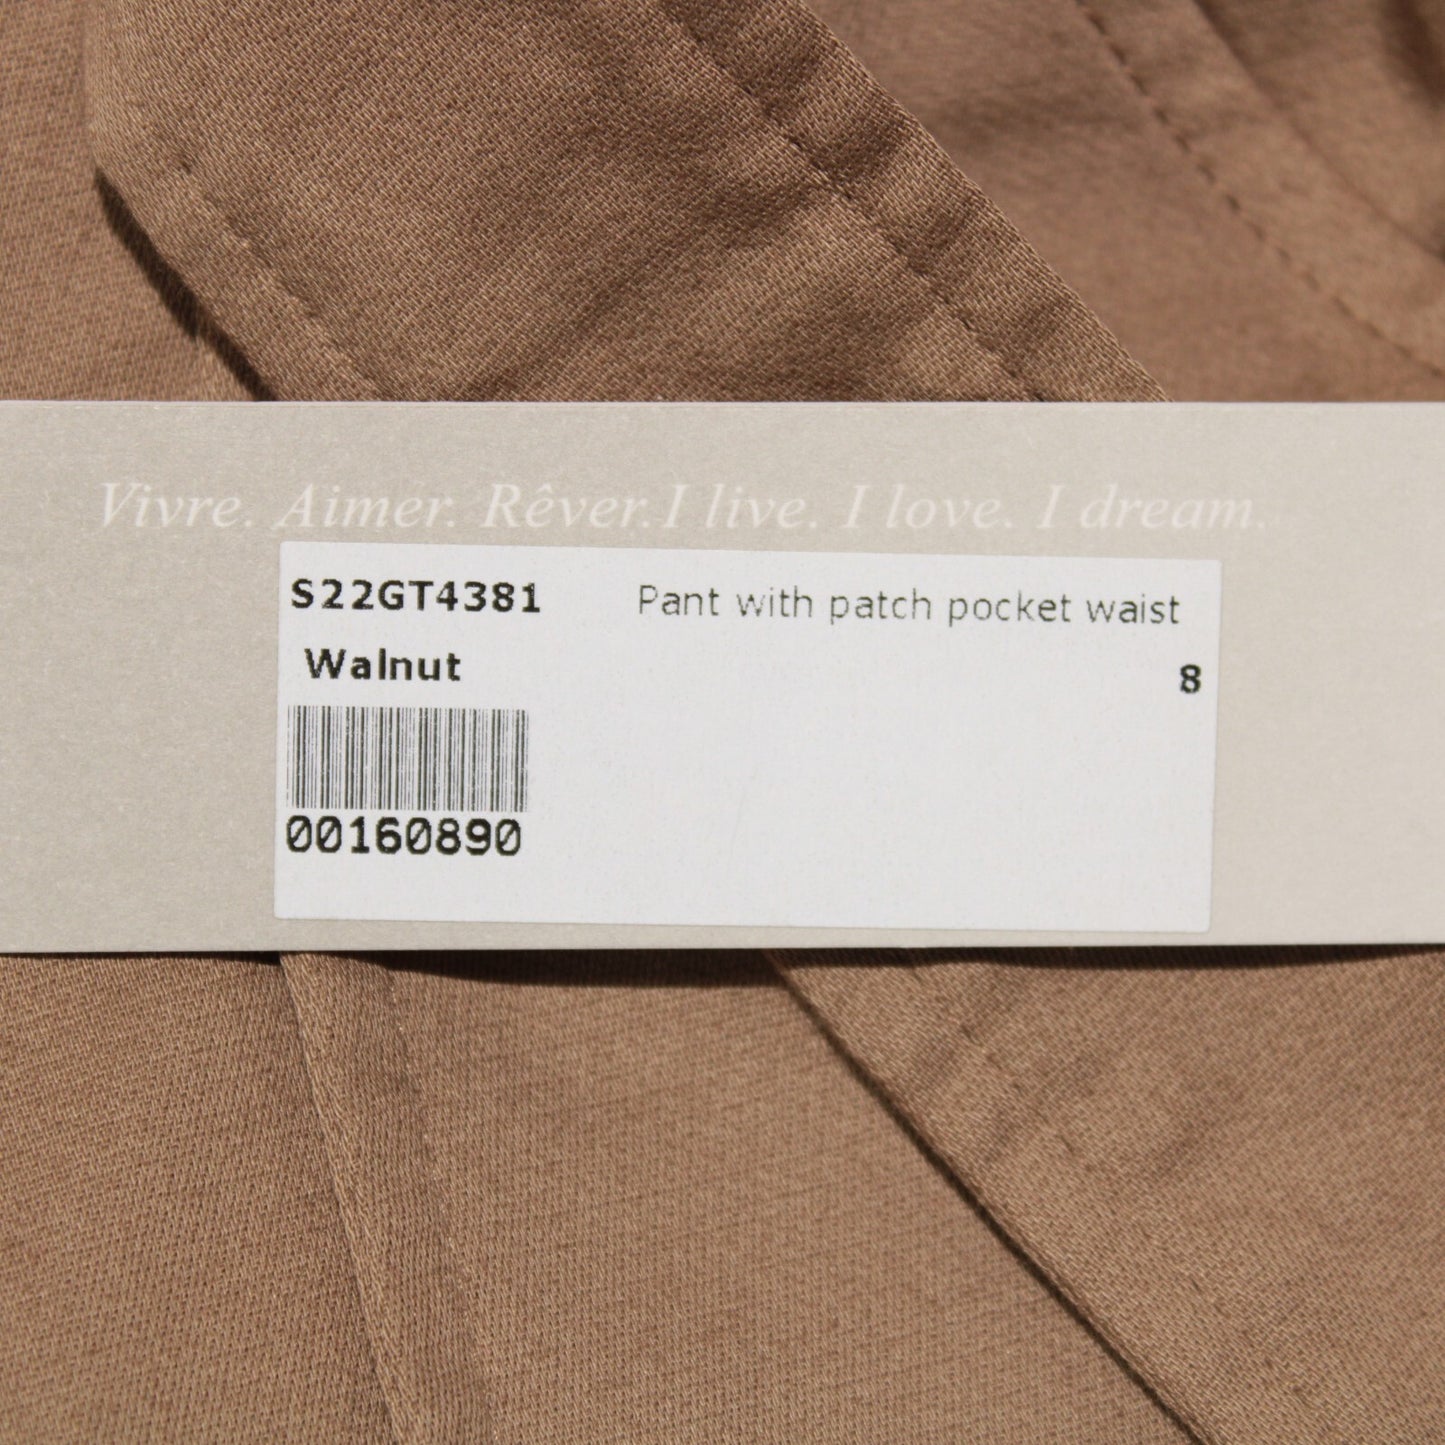 Vivre. Aimer. Rêver. I live. I love. I dream.
S22GT4381 Pant with patch pocket waist
Walnut 8
00160890